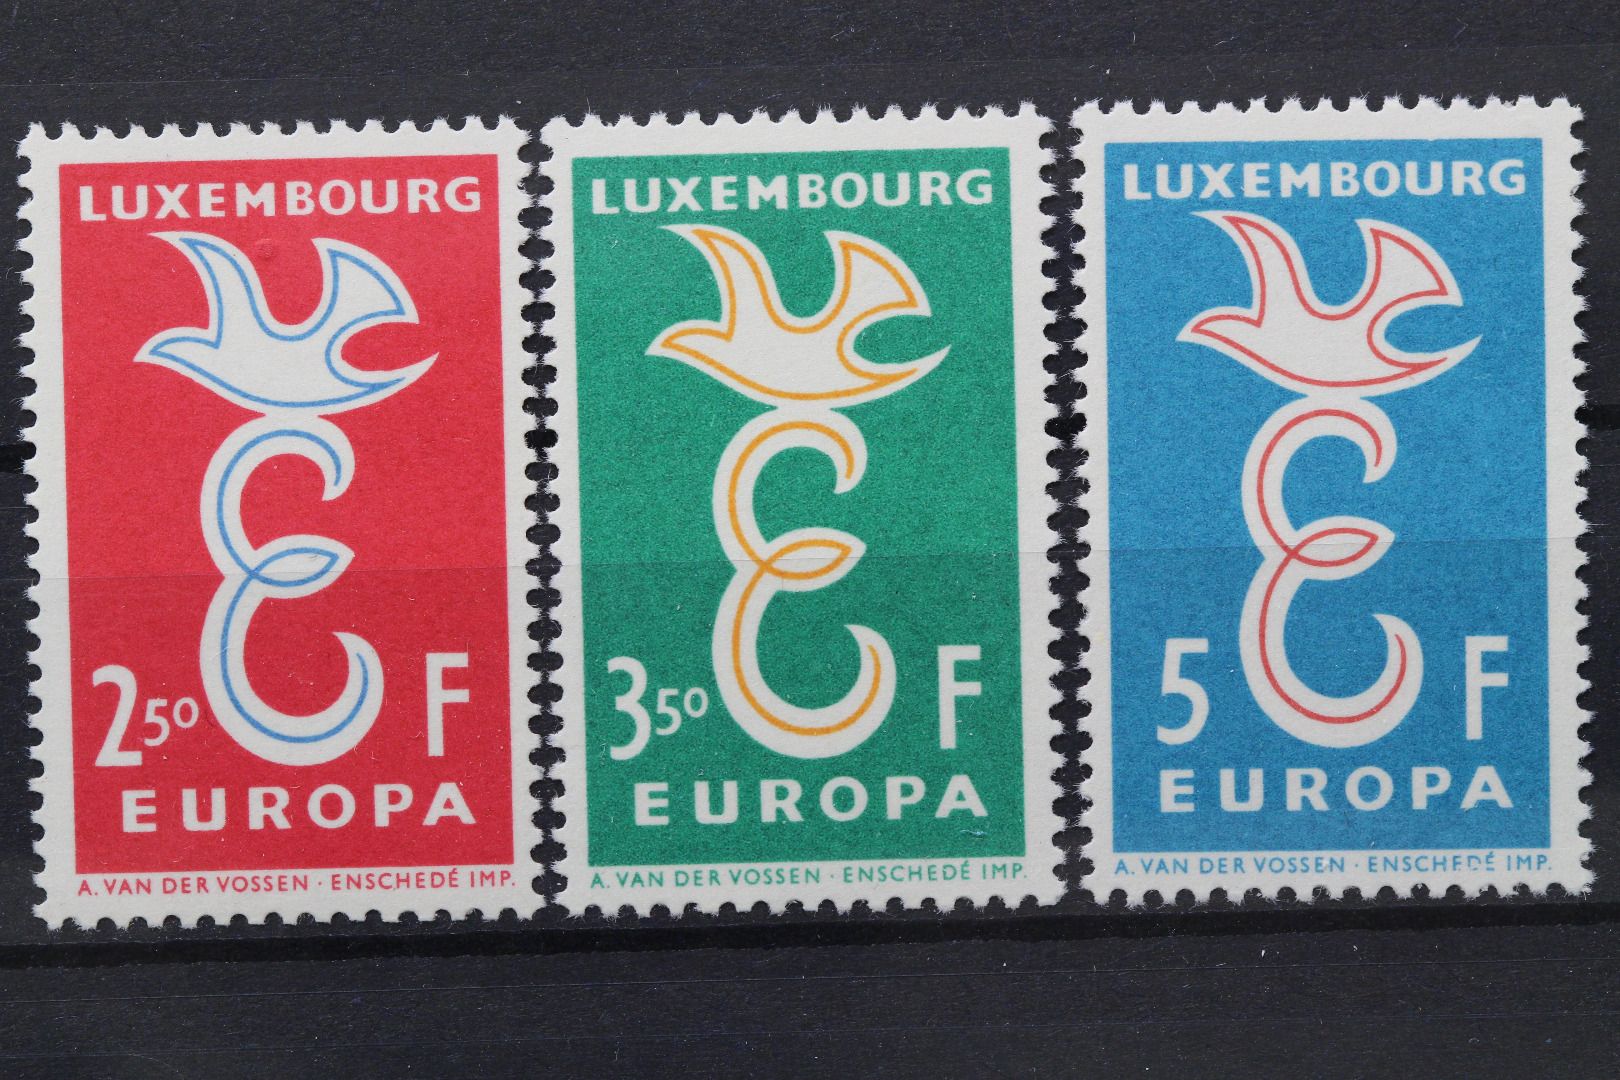 LUXEMBOURG
2 50 F
EUROPA
A. VAN DER VOSSEN · ENSCHEDÉ IMP.
LUXEMBOURG
3 50 F
EUROPA
A. VAN DER VOSSEN · ENSCHEDÉ IMP.
LUXEMBOURG
5 F
EUROPA
A. VAN DER VOSSEN · ENSCHEDÉ IMP.